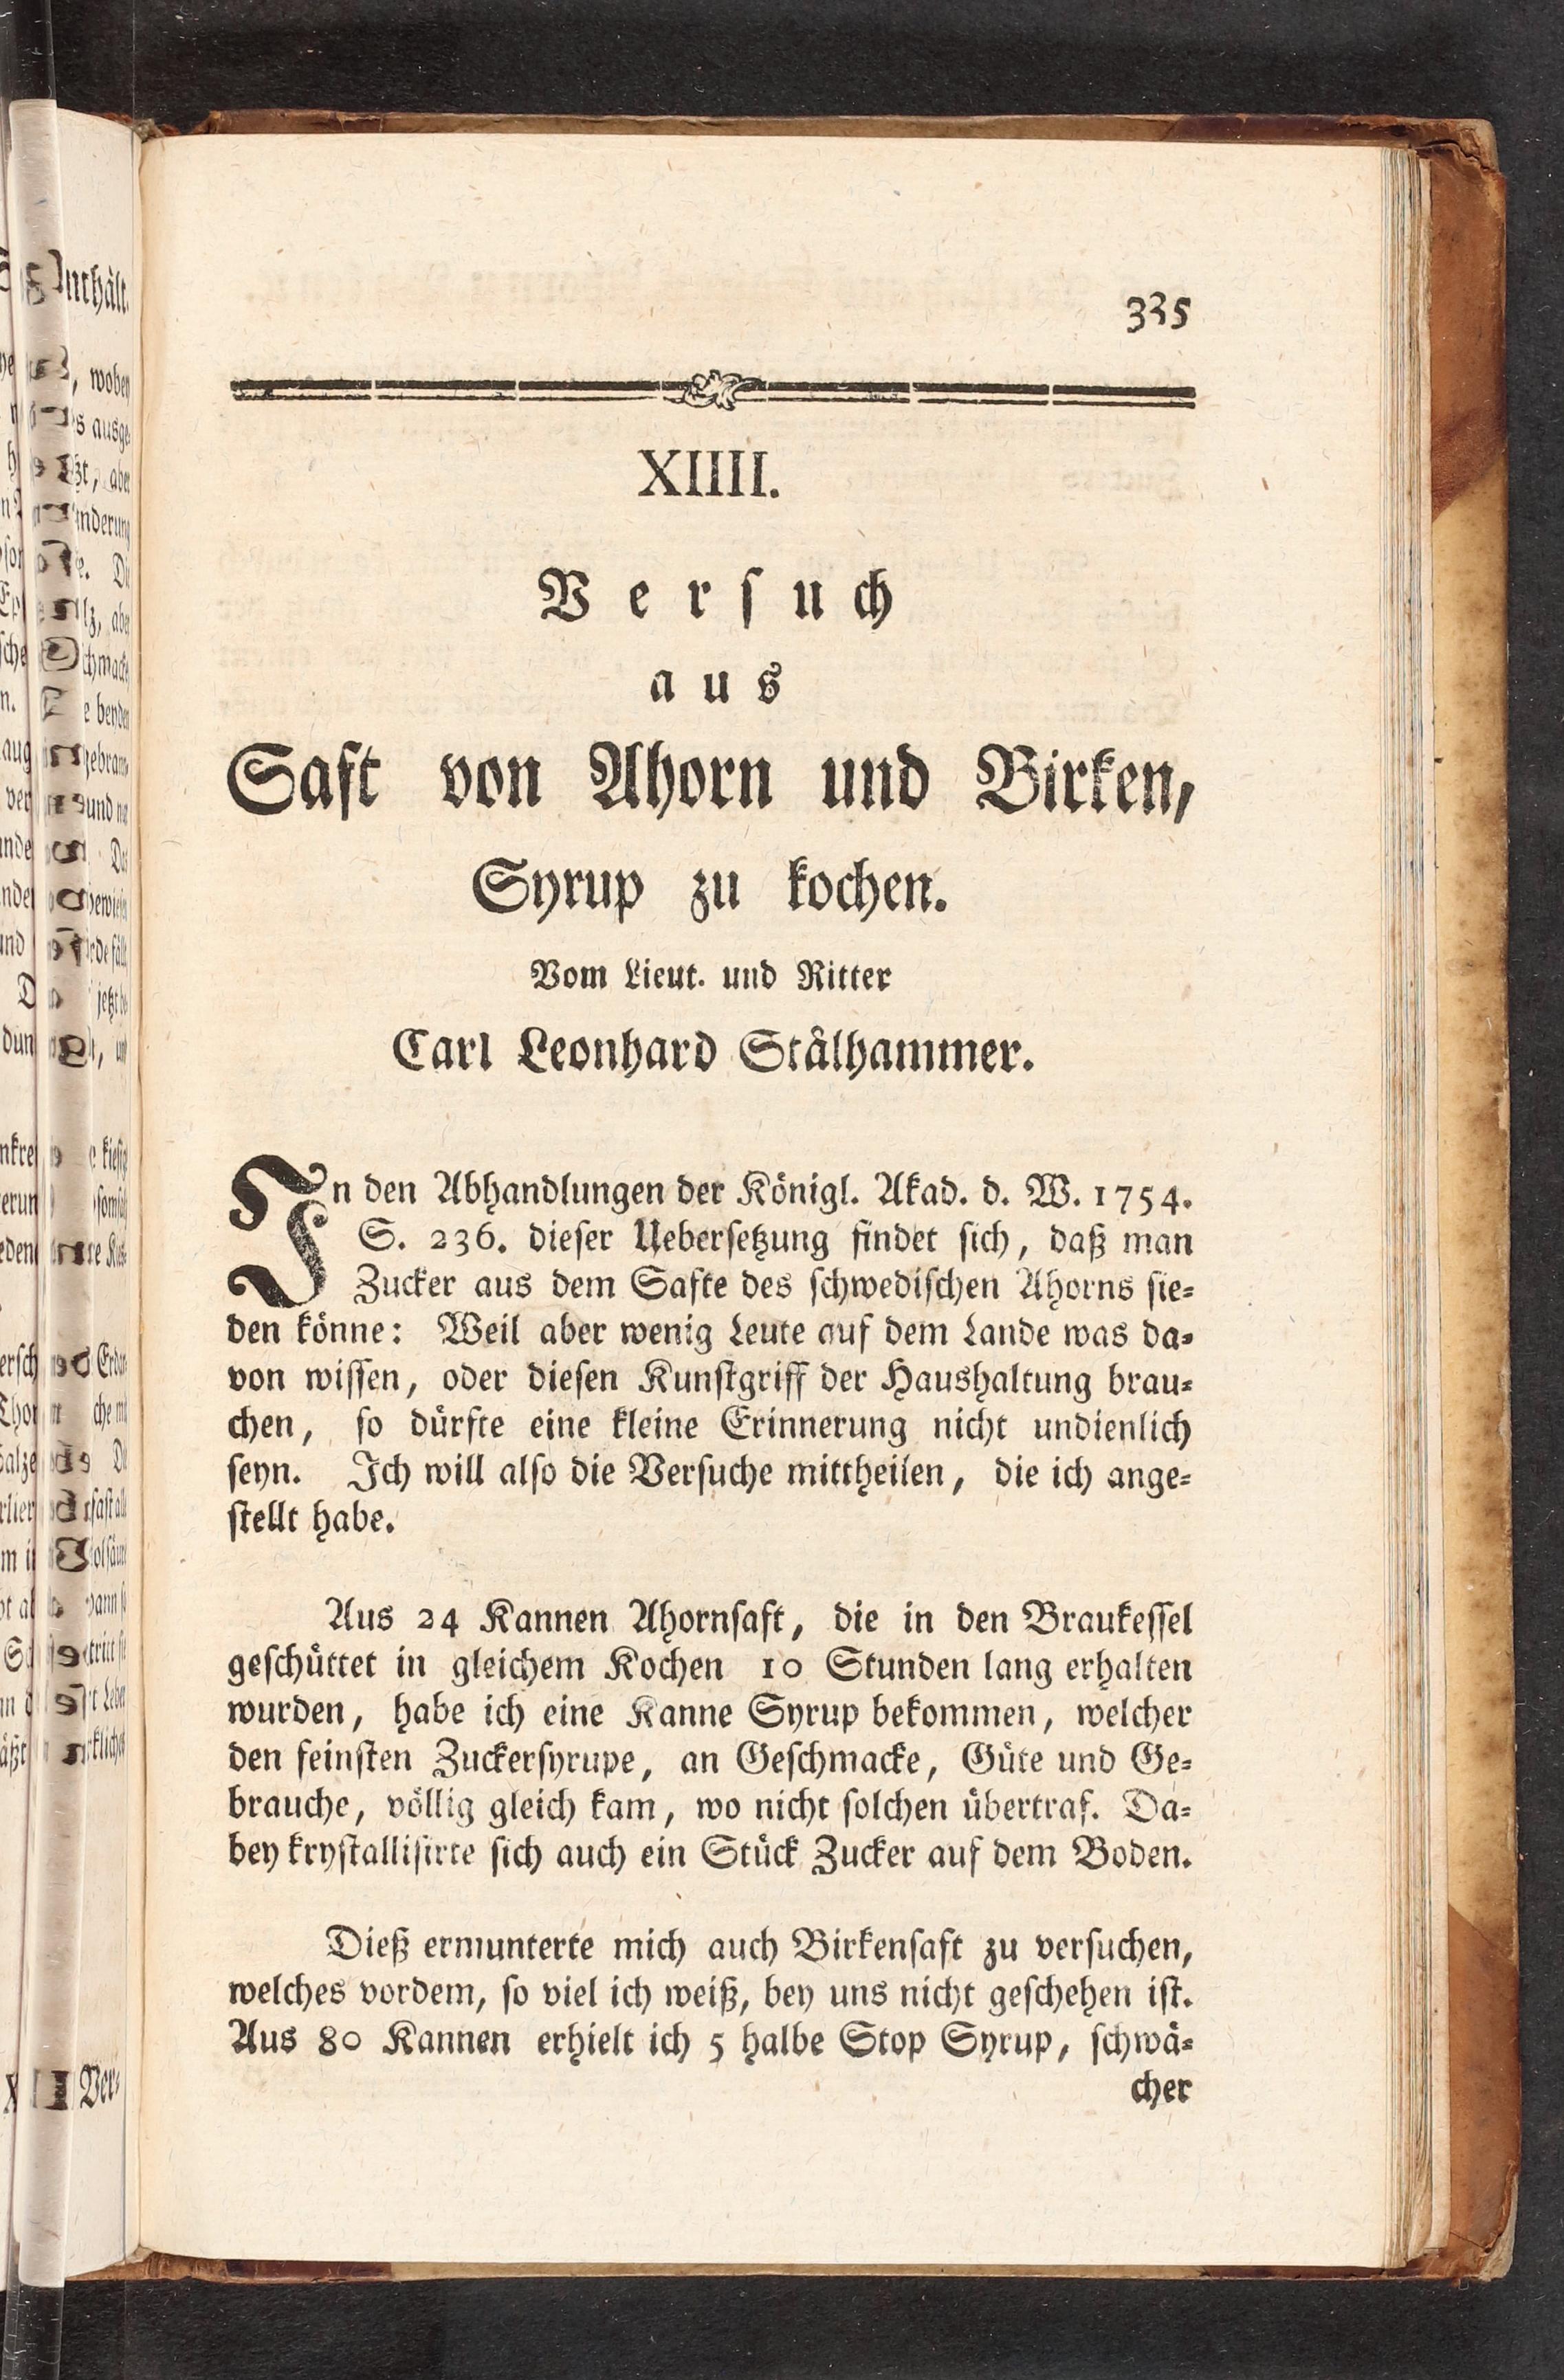 335
XIIII.
Versuch
aus
Saft von Ahorn und Birken,
Syrup zu kochen.
Vom Lieut. und Ritter
Carl Leonhard Stålhammer.
In den Abhandlungen der Königl. Akad. d. W. 1754.
S. 236. dieser Uebersetzung findet sich, daß man
Zucker aus dem Safte des schwedischen Ahorns sie-
den könne: Weil aber wenig Leute auf dem Lande was da-
von wissen, oder diesen Kunstgriff der Haushaltung brau-
chen, so dürfte eine kleine Erinnerung nicht undienlich
seyn. Ich will also die Versuche mittheilen, die ich ange-
stellt habe.
Aus 24 Kannen Ahornsaft, die in den Braukessel
geschüttet in gleichem Kochen 10 Stunden lang erhalten
wurden, habe ich eine Kanne Syrup bekommen, welcher
den feinsten Zuckersyrupe, an Geschmacke, Güte und Ge-
brauche, völlig gleich kam, wo nicht solchen übertraf. Da-
bey krystallisirte sich auch ein Stück Zucker auf dem Boden.
Dieß ermunterte mich auch Birkensaft zu versuchen,
welches vordem, so viel ich weiß, bey uns nicht geschehen ist.
Aus 80 Kannen erhielt ich 5 halbe Stop Syrup, schwä-
cher